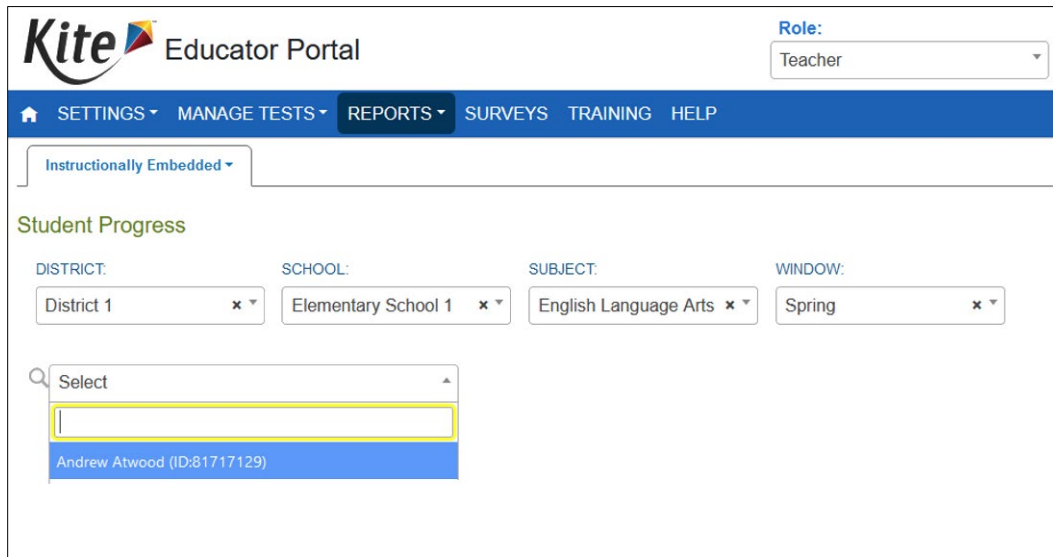 Kite™ Educator Portal
Role:
Teacher
SETTINGS MANAGE TESTS REPORTS SURVEYS TRAINING HELP
Instructionally Embedded
Student Progress
DISTRICT: SCHOOL: SUBJECT: WINDOW:
District 1 × Elementary School 1 × English Language Arts × Spring ×
Select
Andrew Atwood (ID:81717129)